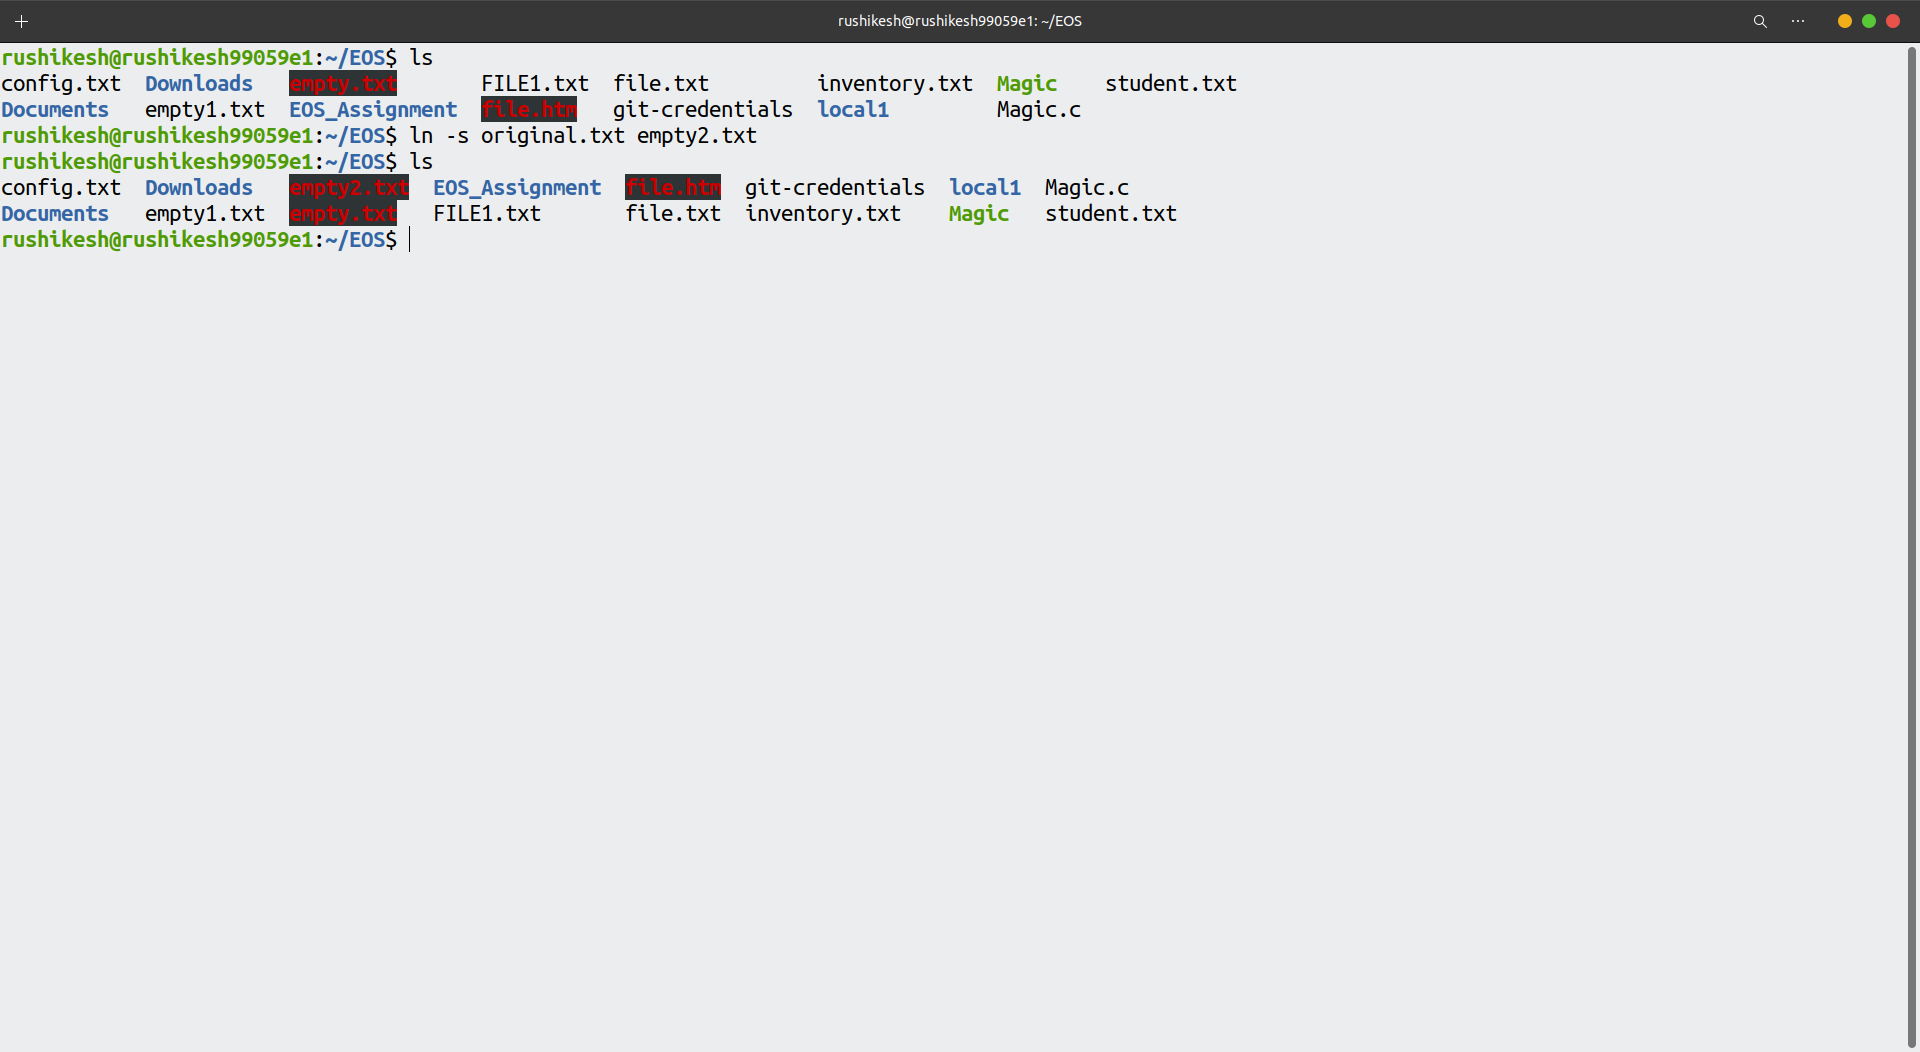 rushikesh@rushikesh99059e1: ~/EOS
rushikesh@rushikesh99059e1:~/EOS$ ls
config.txt  Downloads  empty.txt  FILE1.txt  file.txt  inventory.txt  Magic  student.txt
Documents  empty1.txt  EOS_Assignment  file.htm  git-credentials  local1  Magic.c
rushikesh@rushikesh99059e1:~/EOS$ ln -s original.txt empty2.txt
rushikesh@rushikesh99059e1:~/EOS$ ls
config.txt  Downloads  empty2.txt  EOS_Assignment  file.htm  git-credentials  local1  Magic.c
Documents  empty1.txt  empty.txt  FILE1.txt  file.txt  inventory.txt  Magic  student.txt
rushikesh@rushikesh99059e1:~/EOS$